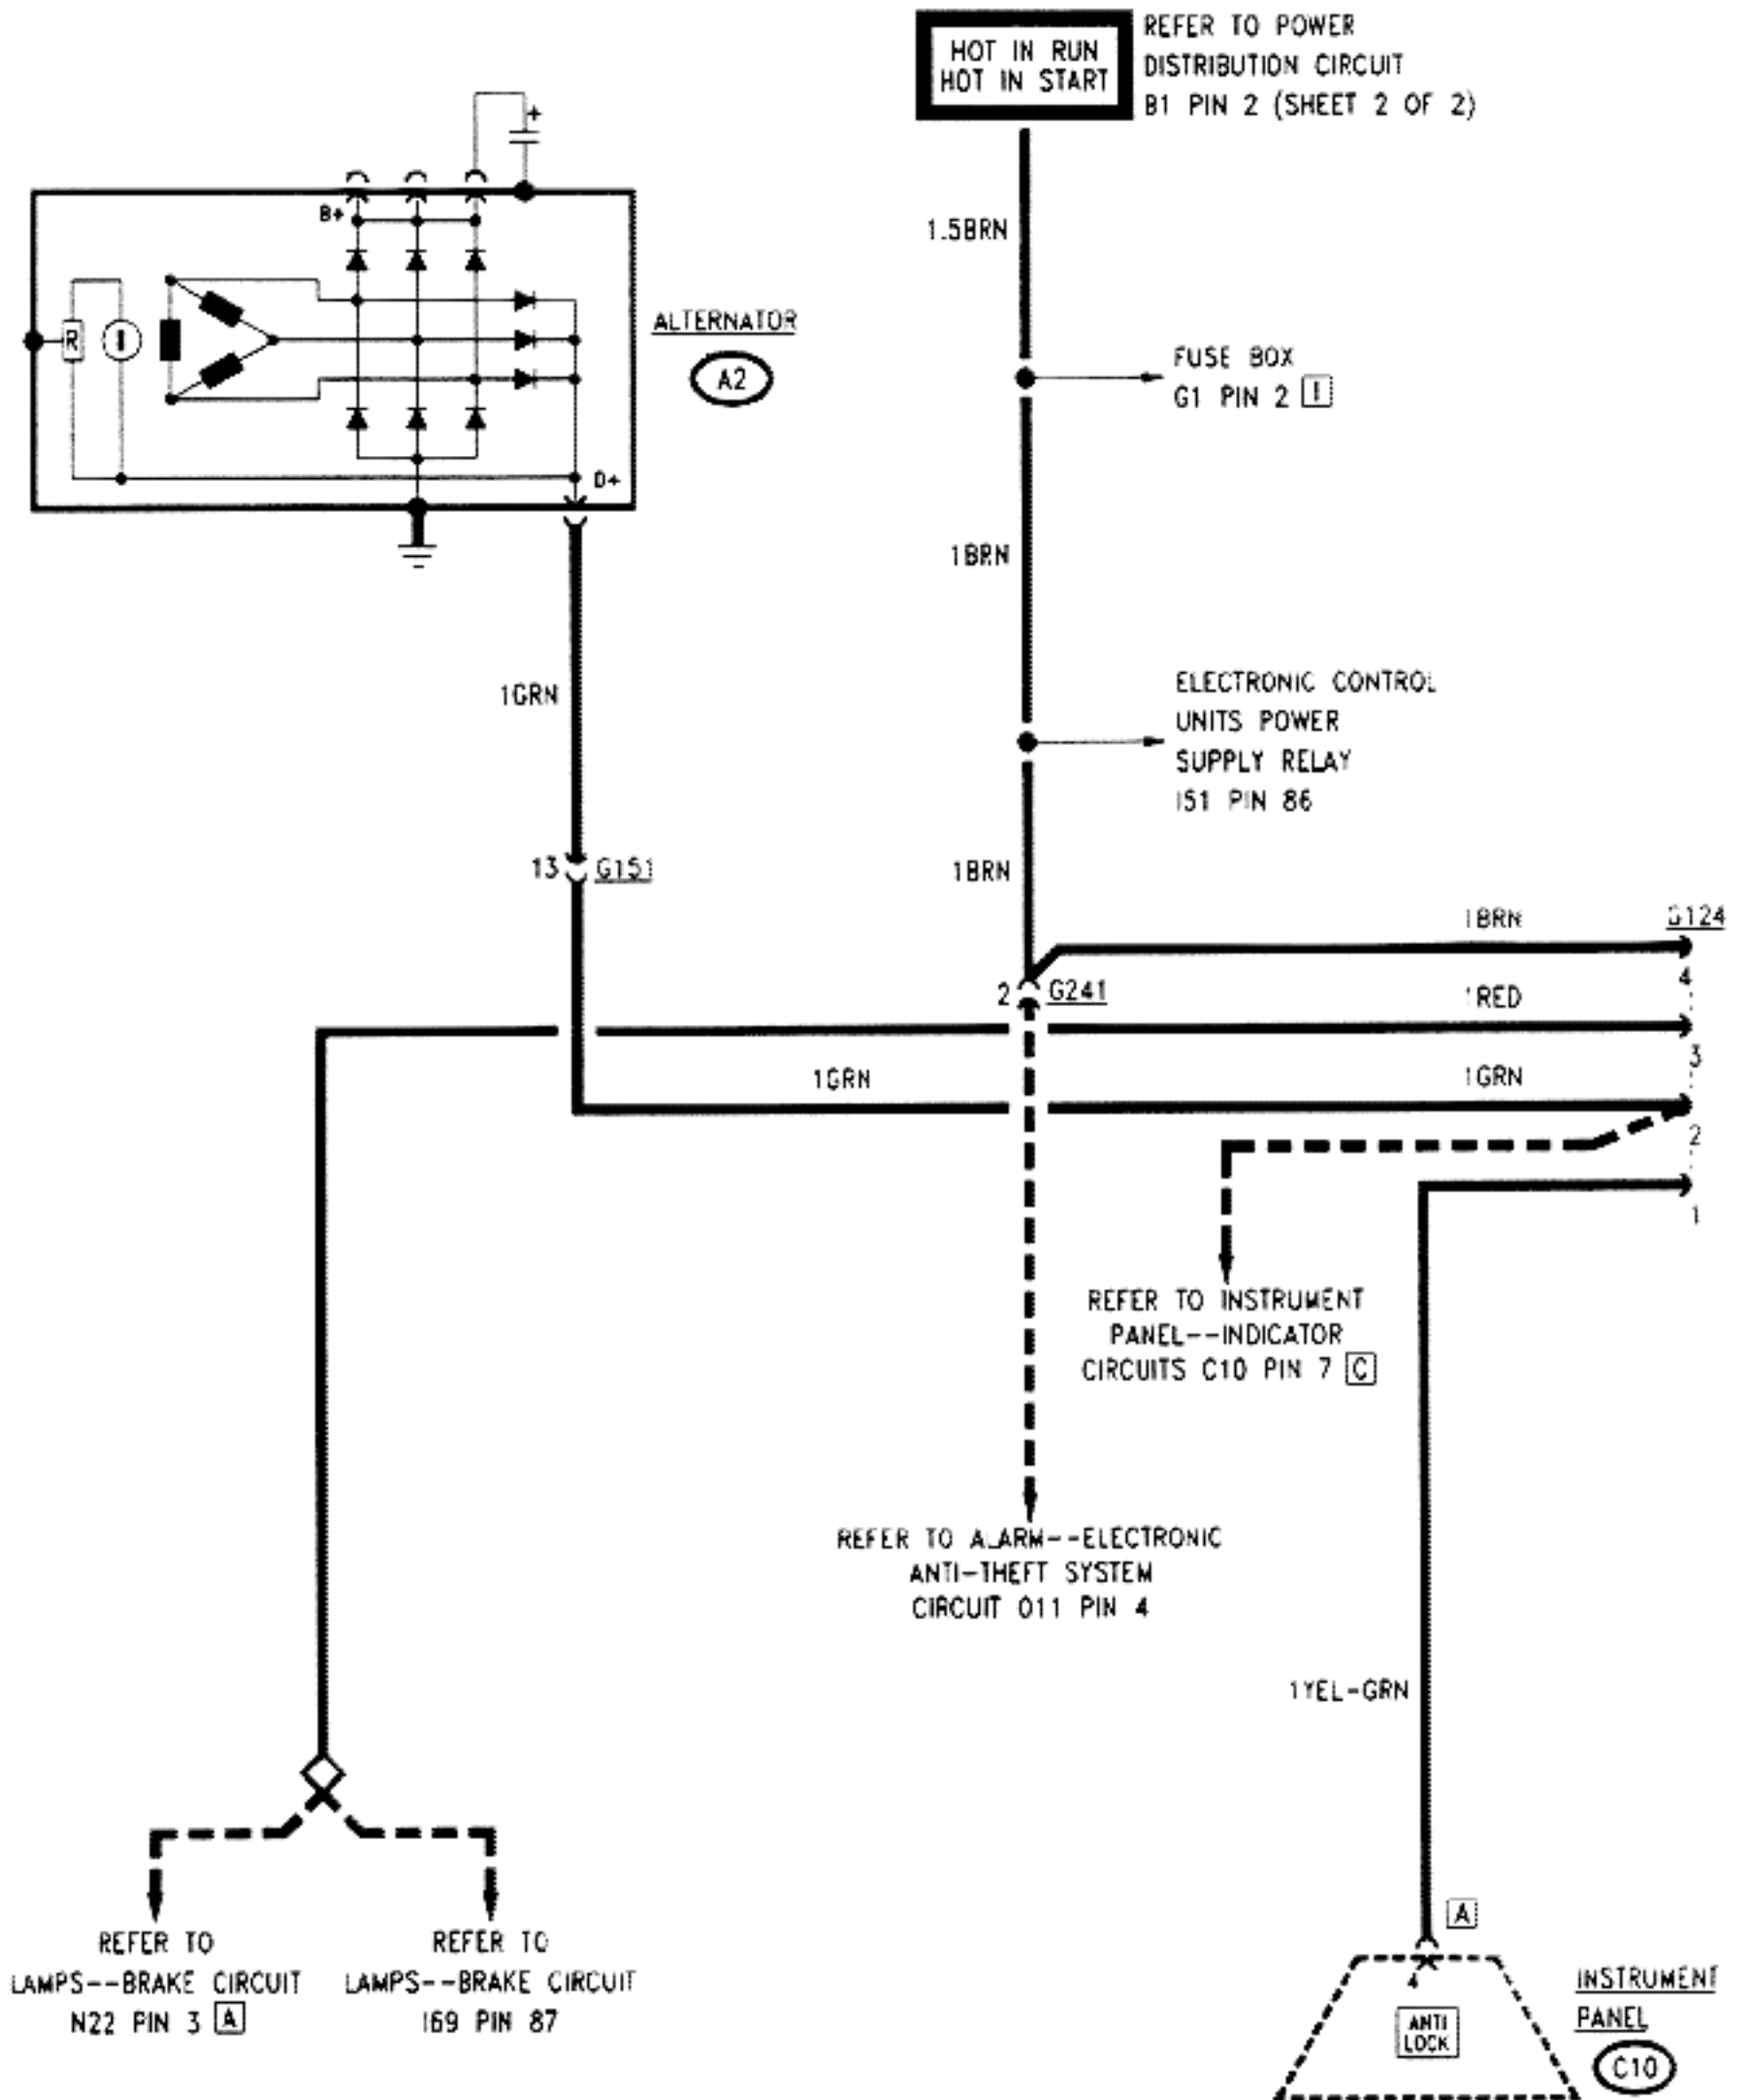 HOT IN RUN
HOT IN START
REFER TO POWER
DISTRIBUTION CIRCUIT
B1 PIN 2 (SHEET 2 OF 2)
+
B+
R
D+
ALTERNATOR
A2
1.5BRN
FUSE BOX
G1 PIN 2 I
1BRN
1GRN
ELECTRONIC CONTROL
UNITS POWER
SUPPLY RELAY
I51 PIN 86
13 G151
1BRN
1BRN
G124
4
2 G241
1RED
3
1GRN
1GRN
2
1
REFER TO INSTRUMENT
PANEL--INDICATOR
CIRCUITS C10 PIN 7 C
REFER TO ALARM--ELECTRONIC
ANTI-THEFT SYSTEM
CIRCUIT O11 PIN 4
1YEL-GRN
REFER TO
LAMPS--BRAKE CIRCUIT
N22 PIN 3 A
REFER TO
LAMPS--BRAKE CIRCUIT
I69 PIN 87
A
4
ANTI
LOCK
INSTRUMENT
PANEL
C10